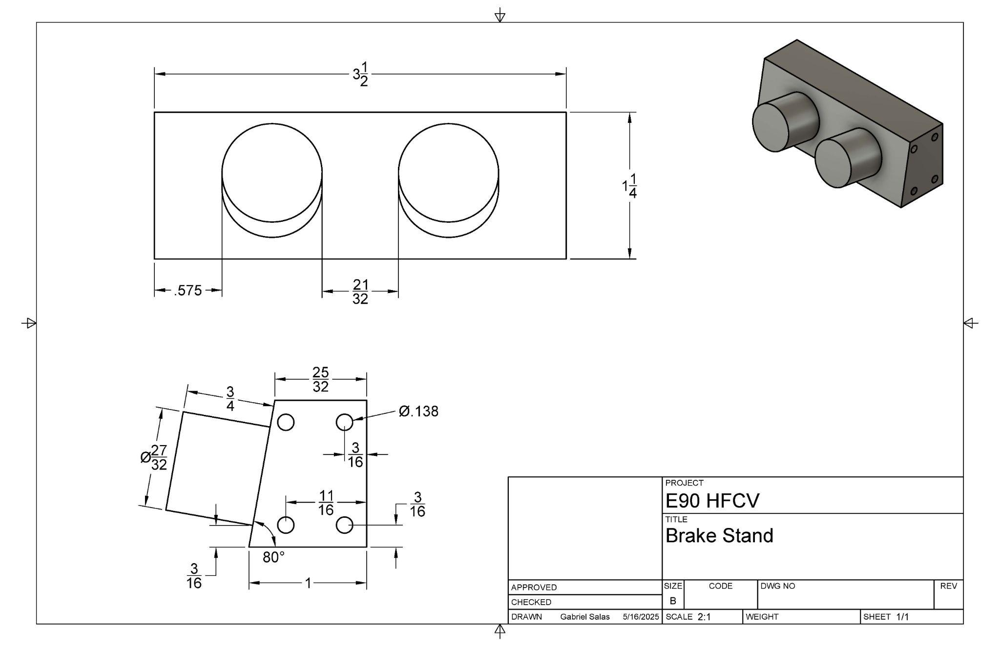 3 1/2
1 1/4
.575
21/32
25/32
3/4
Ø.138
Ø27/32
3/16
11/16
3/16
80°
3/16
1
PROJECT
E90 HFCV
TITLE
Brake Stand
APPROVED
SIZE CODE DWG NO REV
CHECKED
B
DRAWN Gabriel Salas 5/16/2025 SCALE 2:1 WEIGHT SHEET 1/1